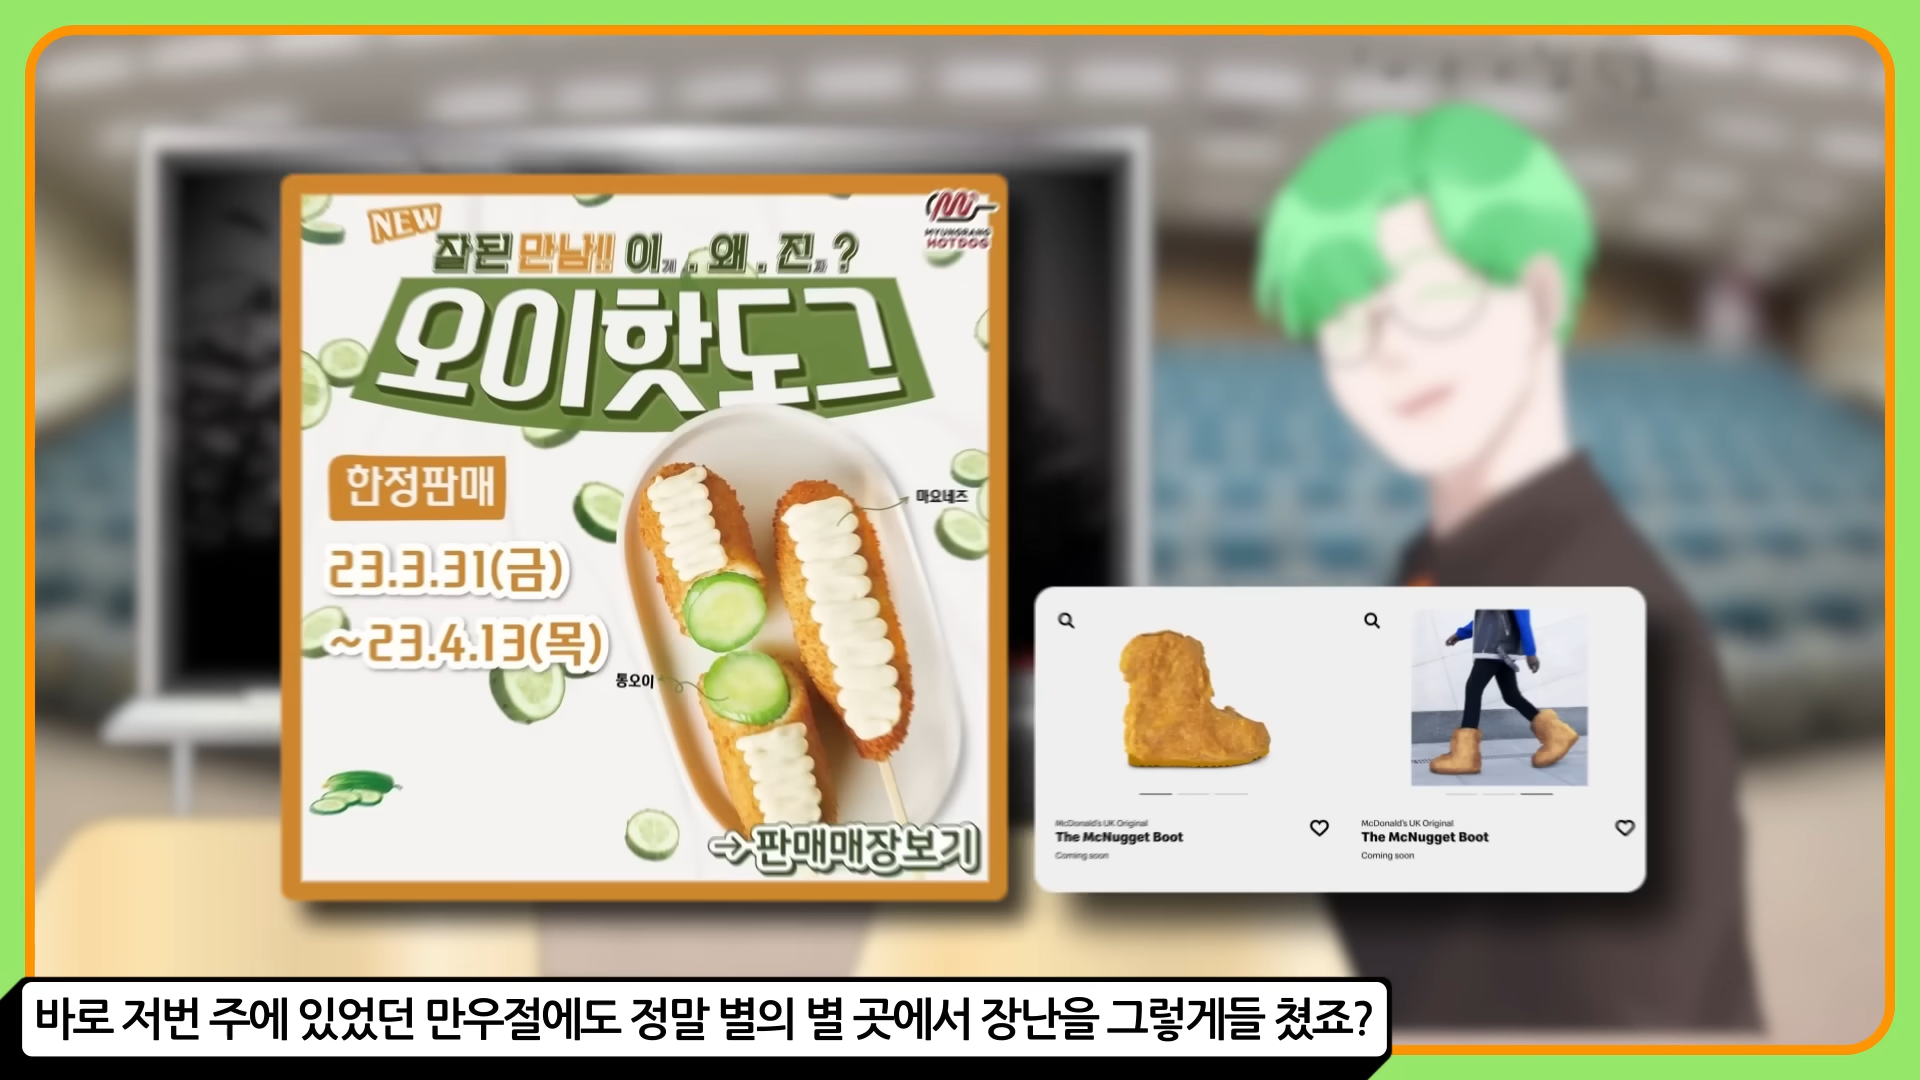 NEW
잘된 만남!! 이게.왜.진짜?
MYUNGRANG
HOTDOG
오이핫도그
한정판매
마요네즈
23.3.31(금)
~23.4.13(목)
통오이
→판매매장보기
McDonald's UK Original
The McNugget Boot
Coming soon
McDonald's UK Original
The McNugget Boot
Coming soon
바로 저번 주에 있었던 만우절에도 정말 별의 별 곳에서 장난을 그렇게들 쳤죠?